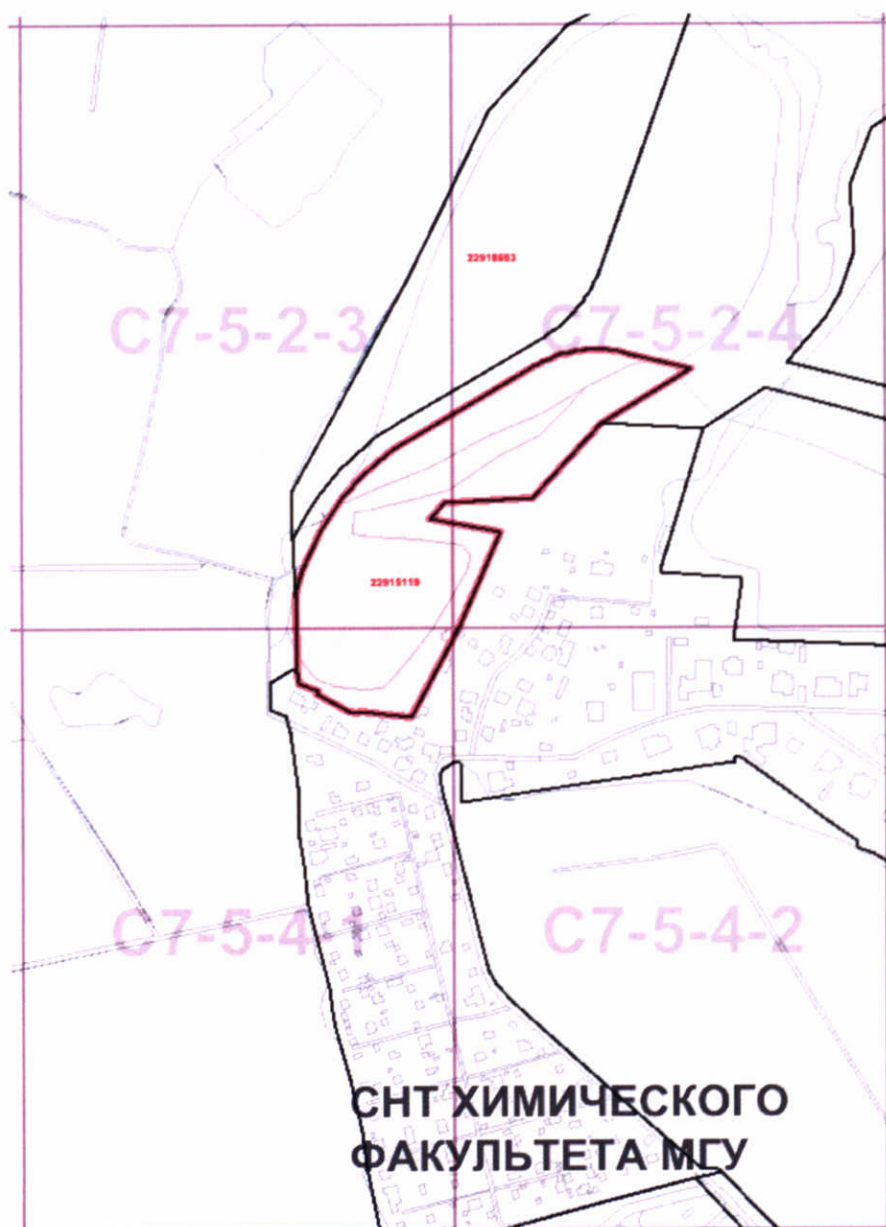 22918693
С7-5-2-3
С7-5-2-4
22915119
С7-5-4-1
С7-5-4-2
СНТ ХИМИЧЕСКОГО
ФАКУЛЬТЕТА МГУ